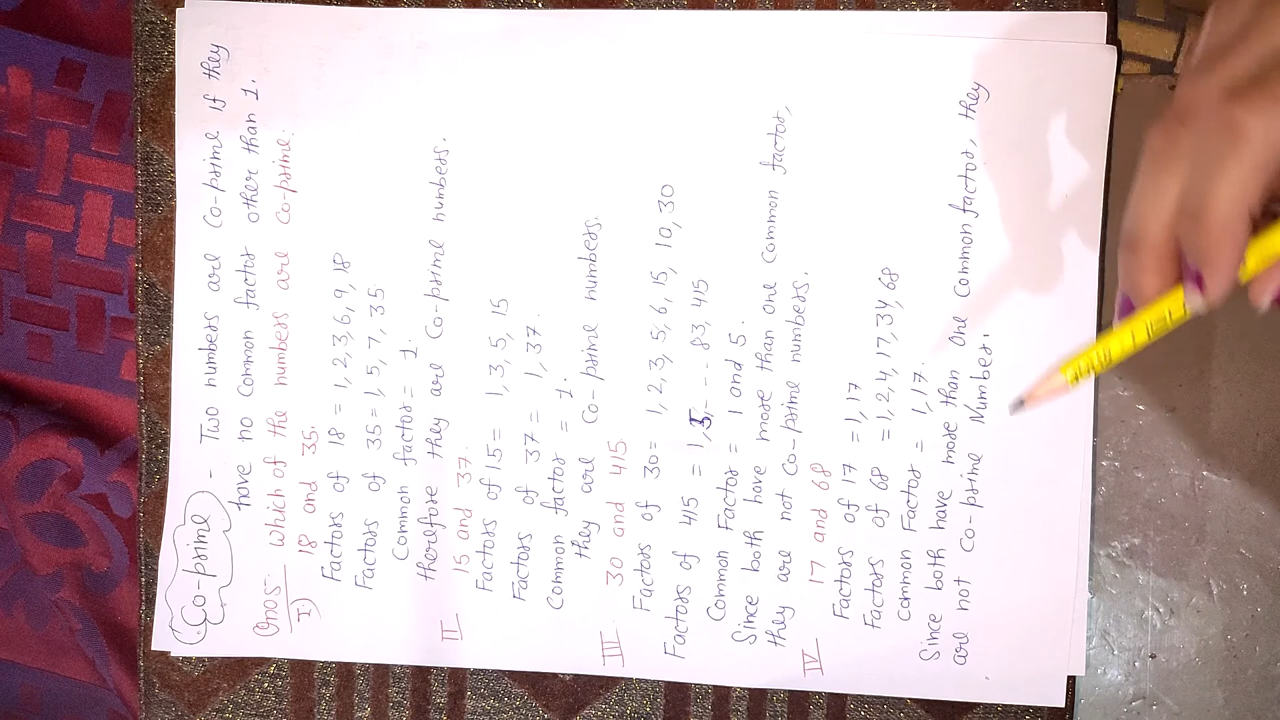 Co-prime - Two numbers are Co-prime if they
have no Common factor other than 1.
Qno5- which of the numbers are Co-prime.
I.) 18 and 35.
Factors of 18 = 1, 2, 3, 6, 9, 18
Factors of 35 = 1, 5, 7, 35
Common factor = 1.
therefore they are Co-prime numbers.
II 15 and 37.
Factors of 15 = 1, 3, 5, 15
Factors of 37 = 1, 37.
Common factor = 1.
they are Co-prime numbers.
III 30 and 415.
Factors of 30 = 1, 2, 3, 5, 6, 15, 10, 30
Factors of 415 = 1, 5, - - - 83, 415
Common Factor = 1 and 5.
Since both have more than one Common factor,
they are not Co-prime numbers.
IV 17 and 68
Factors of 17 = 1, 17
Factors of 68 = 1, 2, 4, 17, 34, 68
Common Factor = 1, 17.
Since both have more than one Common factor, they
are not Co-prime Number.